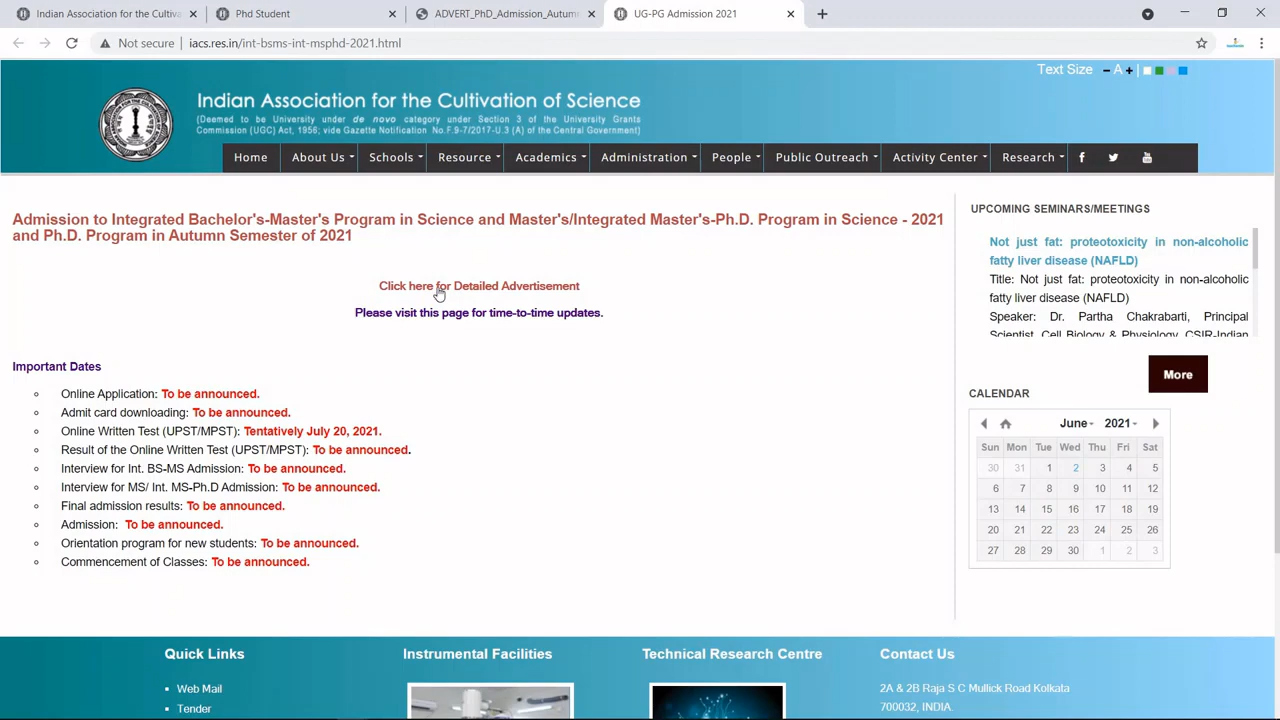 Indian Association for the Cultiva
Phd Student
ADVERT_PhD_Admission_Autum
UG-PG Admission 2021
Not secure | iacs.res.in/int-bsms-int-msphd-2021.html
Text Size - A + |
Indian Association for the Cultivation of Science
(Deemed to be University under de novo category under Section 3 of the University Grants
Commission (UGC) Act, 1956; vide Gazette Notification No.F.9-7/2017-U.3 (A) of the Central Government)
Home About Us Schools Resource Academics Administration People Public Outreach Activity Center Research
Admission to Integrated Bachelor's-Master's Program in Science and Master's/Integrated Master's-Ph.D. Program in Science - 2021
and Ph.D. Program in Autumn Semester of 2021
Click here for Detailed Advertisement
Please visit this page for time-to-time updates.
Important Dates
Online Application: To be announced.
Admit card downloading: To be announced.
Online Written Test (UPST/MPST): Tentatively July 20, 2021.
Result of the Online Written Test (UPST/MPST): To be announced.
Interview for Int. BS-MS Admission: To be announced.
Interview for MS/ Int. MS-Ph.D Admission: To be announced.
Final admission results: To be announced.
Admission: To be announced.
Orientation program for new students: To be announced.
Commencement of Classes: To be announced.
UPCOMING SEMINARS/MEETINGS
Not just fat: proteotoxicity in non-alcoholic
fatty liver disease (NAFLD)
Title: Not just fat: proteotoxicity in non-alcoholic
fatty liver disease (NAFLD)
Speaker: Dr. Partha Chakrabarti, Principal
Scientist, Cell Biology & Physiology, CSIR-Indian
More
CALENDAR
June 2021
Sun Mon Tue Wed Thu Fri Sat
30 31 1 2 3 4 5
6 7 8 9 10 11 12
13 14 15 16 17 18 19
20 21 22 23 24 25 26
27 28 29 30 1 2 3
Quick Links
Web Mail
Tender
Instrumental Facilities
Technical Research Centre
Contact Us
2A & 2B Raja S C Mullick Road Kolkata
700032, INDIA.